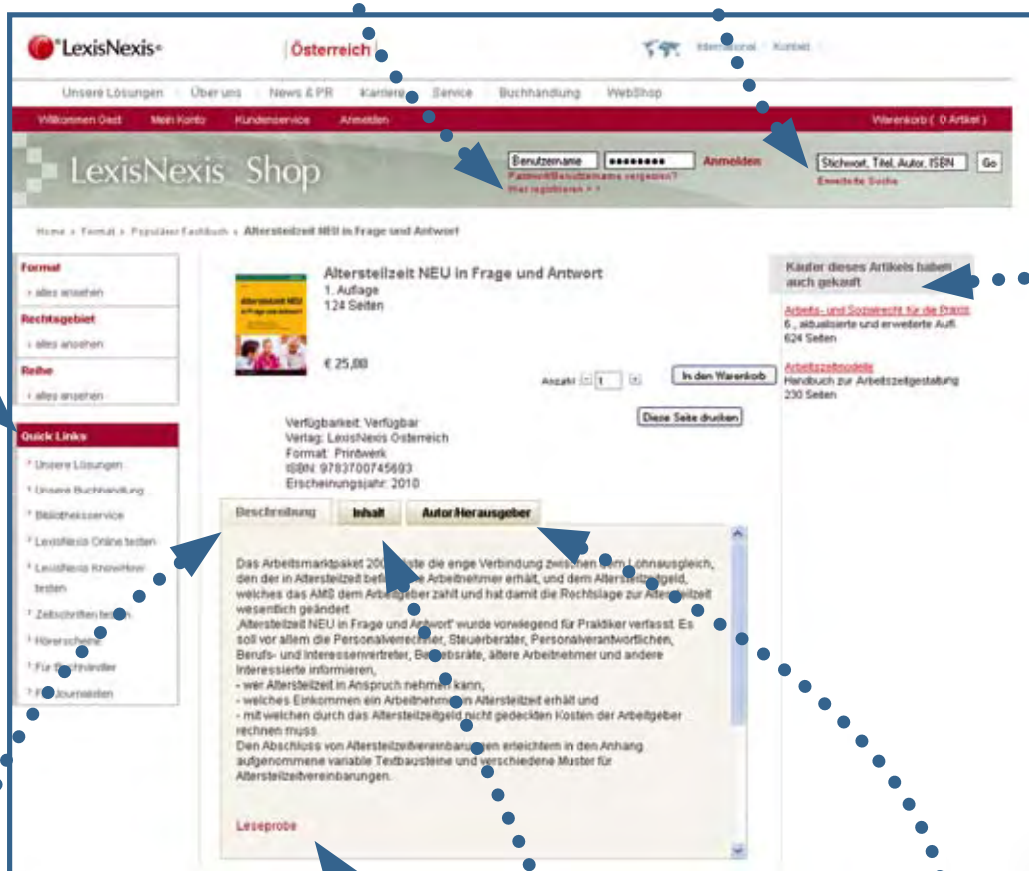 LexisNexis®
Österreich
International Kontakt
Unsere Lösungen Über uns News & PR Karriere Service Buchhandlung WebShop
Willkommen Gast Mein Konto Kundenservice Anmelden Warenkorb ( 0 Artikel )
LexisNexis Shop
Benutzername •••••••• Anmelden
Passwort/Benutzername vergessen?
Hier registrieren > >
Stichwort, Titel, Autor, ISBN Go
Erweiterte Suche
Home > Format > Populäres Fachbuch > Altersteilzeit NEU in Frage und Antwort
Format
> alles ansehen
Rechtsgebiet
> alles ansehen
Reihe
> alles ansehen
Quick Links
Unsere Lösungen
Unsere Buchhandlung
Bibliotheksservice
LexisNexis Online testen
LexisNexis KnowHow
testen
Zeitschriften testen
Hörerscheine
Für Buchhändler
Journalisten
Altersteilzeit NEU
in Frage und Antwort
Altersteilzeit NEU in Frage und Antwort
1. Auflage
124 Seiten
€ 25,00
Anzahl 1 In den Warenkorb
Diese Seite drucken
Verfügbarkeit: Verfügbar
Verlag: LexisNexis Österreich
Format: Printwerk
ISBN: 9783700745693
Erscheinungsjahr: 2010
Beschreibung Inhalt Autor/Herausgeber
Das Arbeitsmarktpaket die enge Verbindung zwischen dem Lohnausgleich,
den der in Altersteilzeit Arbeitnehmer erhält, und dem Altersteilzeitgeld,
welches das AMS dem Arbeitgeber zahlt und hat damit die Rechtslage zur Altersteilzeit
wesentlich geändert.
„Altersteilzeit NEU in Frage und Antwort“ wurde vorwiegend für Praktiker verfasst. Es
soll vor allem die Personalverrechner, Steuerberater, Personalverantwortlichen,
Berufs- und Interessenvertreter, Betriebsräte, ältere Arbeitnehmer und andere
Interessierte informieren,
- wer Altersteilzeit in Anspruch nehmen kann,
- welches Einkommen ein Arbeitnehmer in Altersteilzeit erhält und
- mit welchen durch das Altersteilzeitgeld nicht gedeckten Kosten der Arbeitgeber
rechnen muss.
Den Abschluss von Altersteilzeitvereinbarungen erleichtern in den Anhang
aufgenommene variable Textbausteine und verschiedene Muster für
Altersteilzeitvereinbarungen.
Leseprobe
Käufer dieses Artikels haben
auch gekauft
Arbeits- und Sozialrecht für die Praxis
6., aktualisierte und erweiterte Aufl.
624 Seiten
Arbeitszeitmodelle
Handbuch zur Arbeitszeitgestaltung
230 Seiten